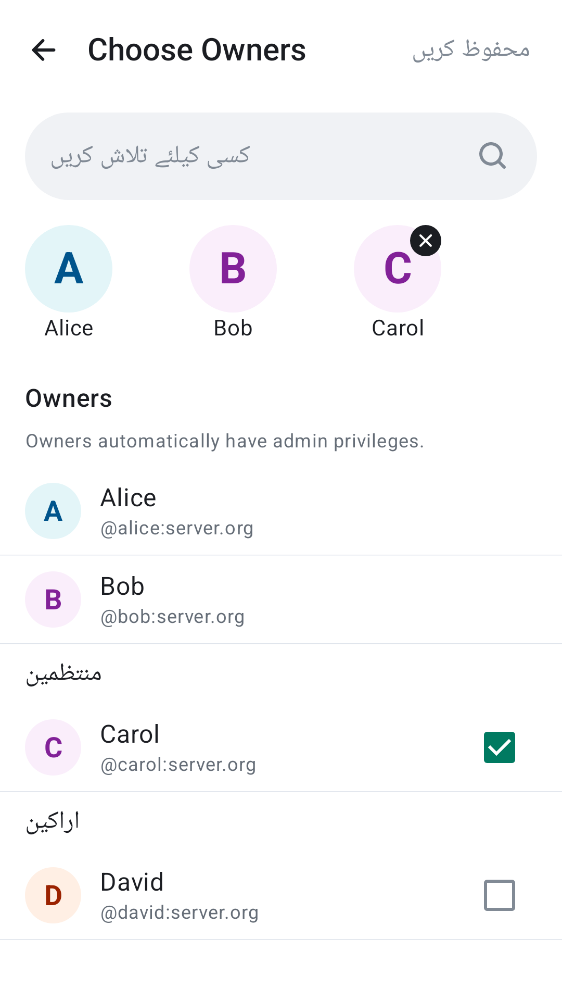 Choose Owners
محفوظ کریں
کسی کیلئے تلاش کریں
A
B
C
Alice
Bob
Carol
Owners
Owners automatically have admin privileges.
A
Alice
@alice:server.org
B
Bob
@bob:server.org
منتظمین
C
Carol
@carol:server.org
اراکین
D
David
@david:server.org